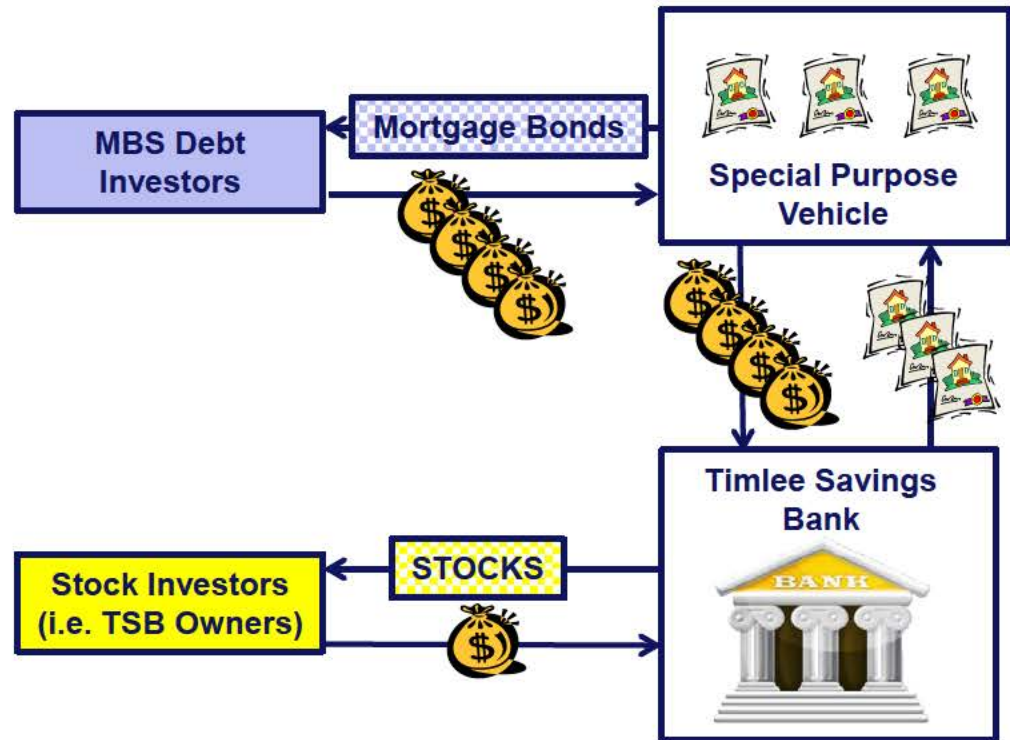 Mortgage Bonds
MBS Debt
Investors
Special Purpose
Vehicle
$
$
$
$
$
$
$
$
Timlee Savings
Bank
STOCKS
BANK
Stock Investors
(i.e. TSB Owners)
$